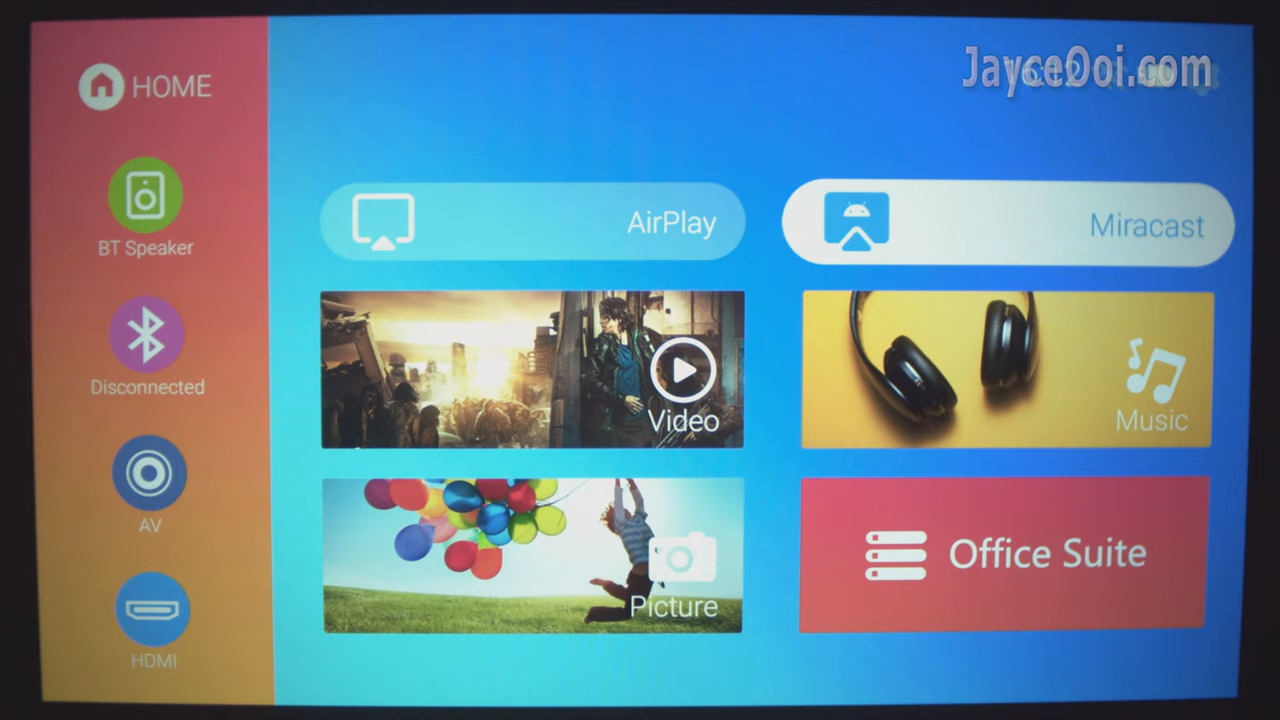 HOME
JayceOoi.com
BT Speaker
AirPlay
Miracast
Disconnected
Video
Music
AV
Office Suite
Picture
HDMI